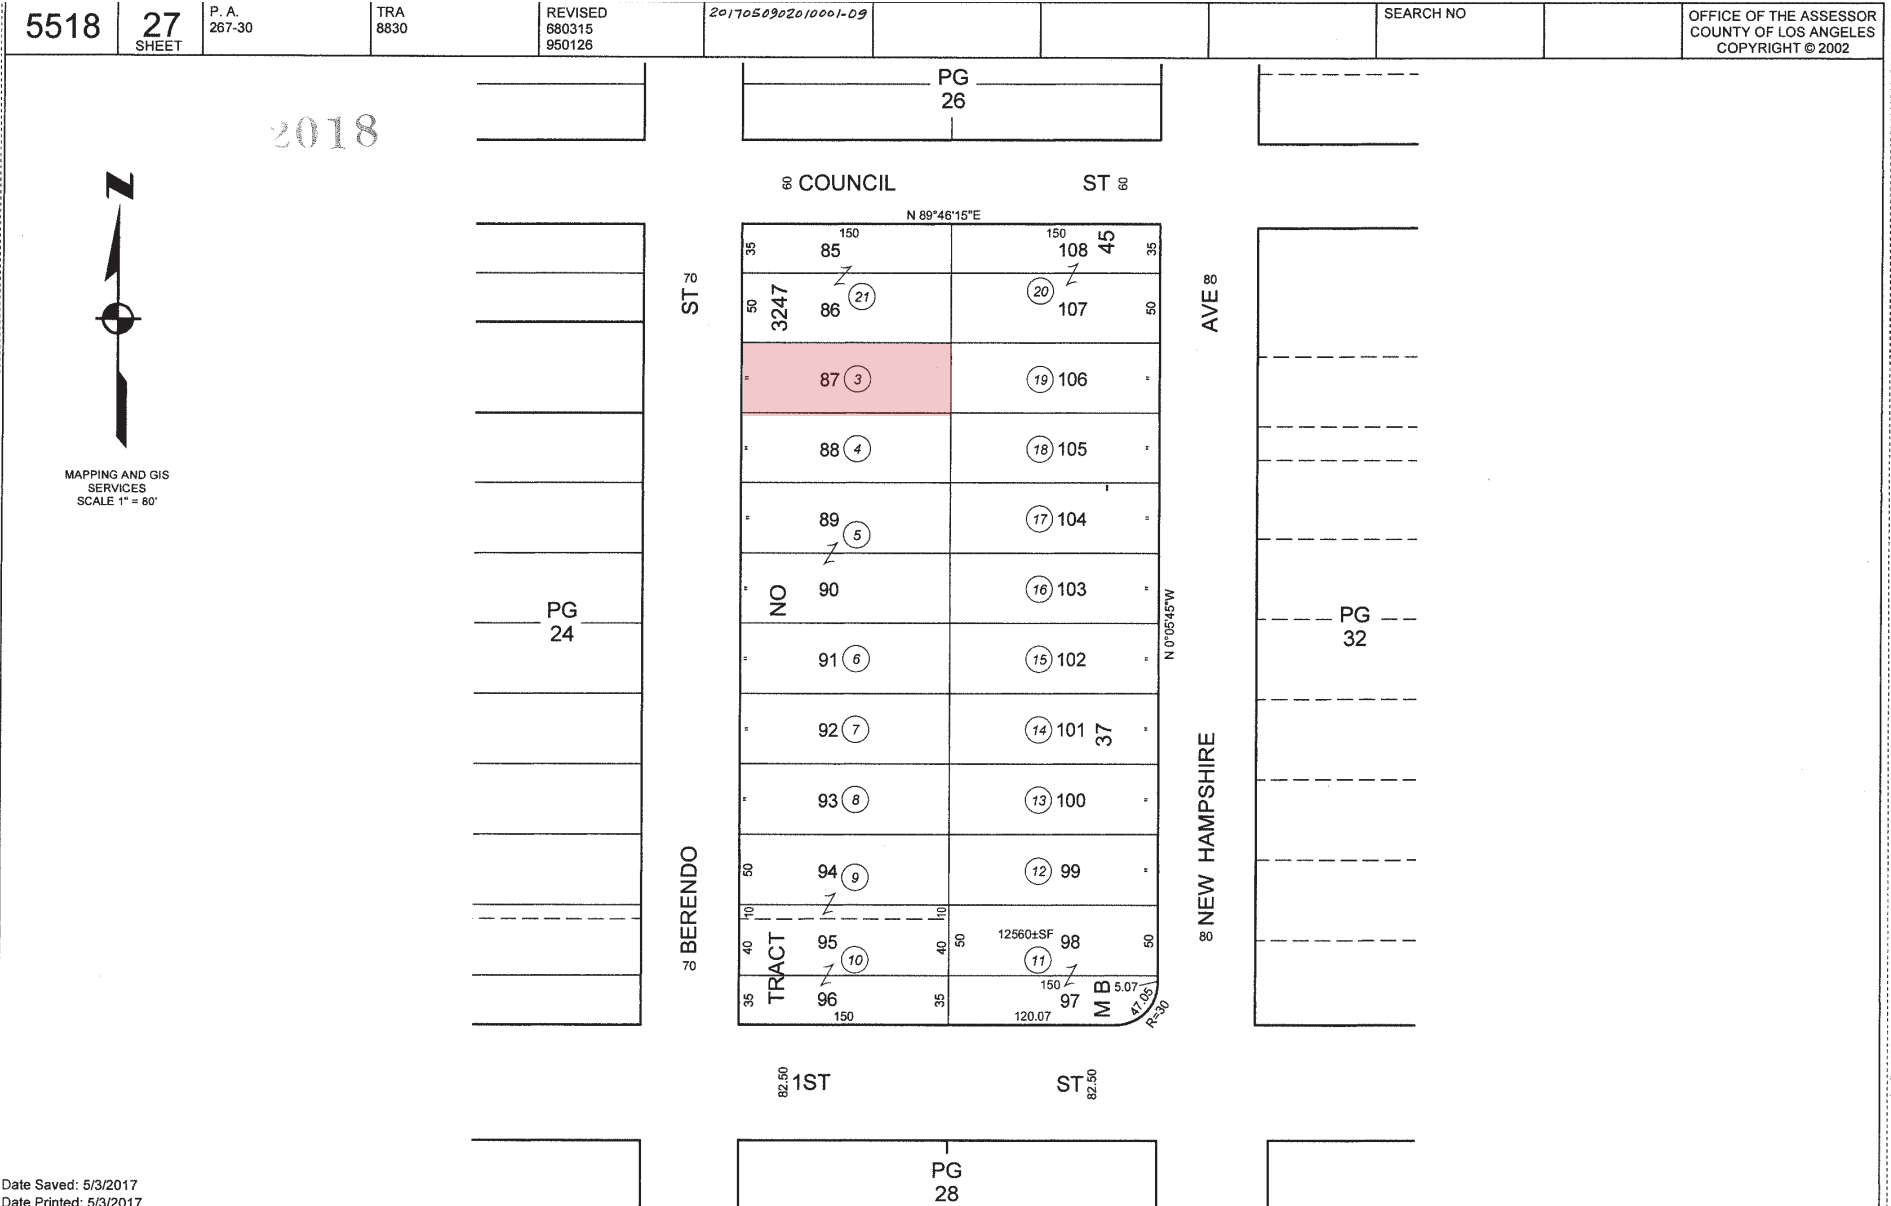 5518
27
SHEET
P. A.
267-30
TRA
8830
REVISED
680315
950126
2017050902010001-09
SEARCH NO
OFFICE OF THE ASSESSOR
COUNTY OF LOS ANGELES
COPYRIGHT © 2002
2018
N
MAPPING AND GIS
SERVICES
SCALE 1" = 80'
PG
26
60 COUNCIL ST 60
N 89°46'15"E
150 150
35 85 108 45 35
ST 70
AVE 80
50 3247 86 21 20 107 50
" 87 3 19 106 "
" 88 4 18 105 "
" 89 5 17 104 "
" NO 90 16 103 "
N 0°05'45"W
PG
24
PG
32
" 91 6 15 102 "
" 92 7 14 101 37 "
" 93 8 13 100 "
50 94 9 12 99 "
10 10
70 BERENDO
80 NEW HAMPSHIRE
40 TRACT 95 10 40 50 12560±SF 98 11 50
35 96 35 150 97 M B 5.07
47.05
R=30
150 120.07
82.50 1ST ST 82.50
PG
28
Date Saved: 5/3/2017
Date Printed: 5/3/2017